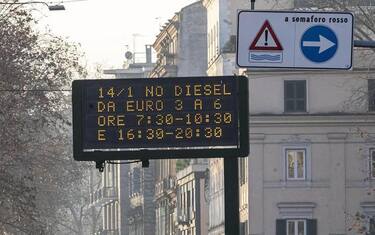 a semaforo rosso
14/1 NO DIESEL
DA EURO 3 A 6
ORE 7:30-10:30
E 16:30-20:30